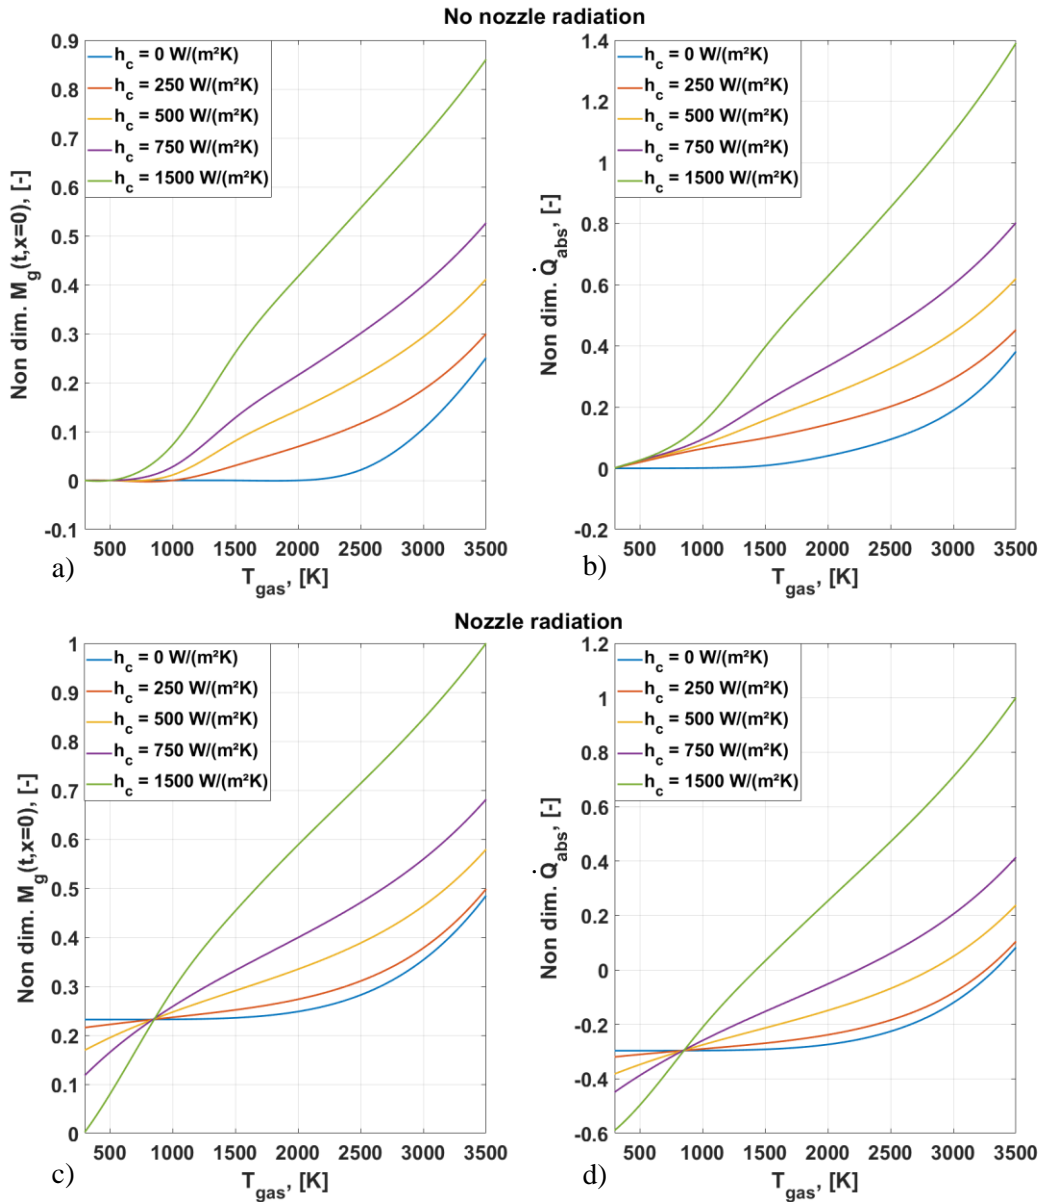 No nozzle radiation
0.9
0.8
0.7
0.6
0.5
0.4
0.3
0.2
0.1
0
-0.1
h_c = 0 W/(m²K)
h_c = 250 W/(m²K)
h_c = 500 W/(m²K)
h_c = 750 W/(m²K)
h_c = 1500 W/(m²K)
Non dim. M_g(t,x=0), [-]
500 1000 1500 2000 2500 3000 3500
T_gas, [K]
a)
1.4
1.2
1
0.8
0.6
0.4
0.2
0
-0.2
h_c = 0 W/(m²K)
h_c = 250 W/(m²K)
h_c = 500 W/(m²K)
h_c = 750 W/(m²K)
h_c = 1500 W/(m²K)
Non dim. Q̇_abs, [-]
500 1000 1500 2000 2500 3000 3500
T_gas, [K]
b)
Nozzle radiation
1
0.9
0.8
0.7
0.6
0.5
0.4
0.3
0.2
0.1
0
h_c = 0 W/(m²K)
h_c = 250 W/(m²K)
h_c = 500 W/(m²K)
h_c = 750 W/(m²K)
h_c = 1500 W/(m²K)
Non dim. M_g(t,x=0), [-]
500 1000 1500 2000 2500 3000 3500
T_gas, [K]
c)
1.2
1
0.8
0.6
0.4
0.2
0
-0.2
-0.4
-0.6
h_c = 0 W/(m²K)
h_c = 250 W/(m²K)
h_c = 500 W/(m²K)
h_c = 750 W/(m²K)
h_c = 1500 W/(m²K)
Non dim. Q̇_abs, [-]
500 1000 1500 2000 2500 3000 3500
T_gas, [K]
d)